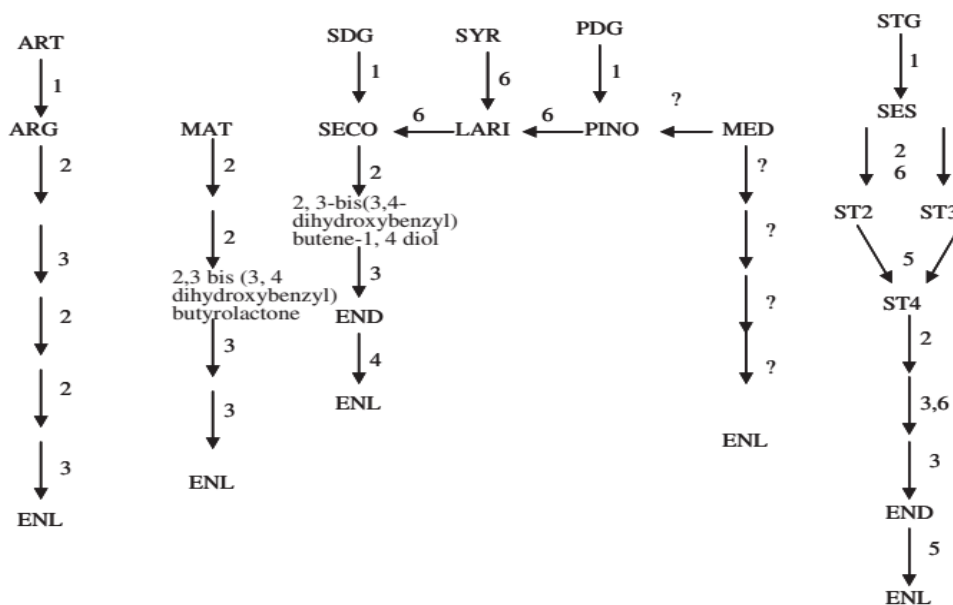 ART
1
ARG
2
3
2
2
3
ENL
MAT
2
2
2,3 bis (3, 4
dihydroxybenzyl)
butyrolactone
3
3
ENL
SDG
1
SECO
2
2, 3-bis(3,4-
dihydroxybenzyl)
butene-1, 4 diol
3
END
4
ENL
SYR
6
6
LARI
6
PDG
1
PINO
?
MED
?
?
?
?
ENL
STG
1
SES
2
6
ST2
ST3
5
ST4
2
3,6
3
END
5
ENL